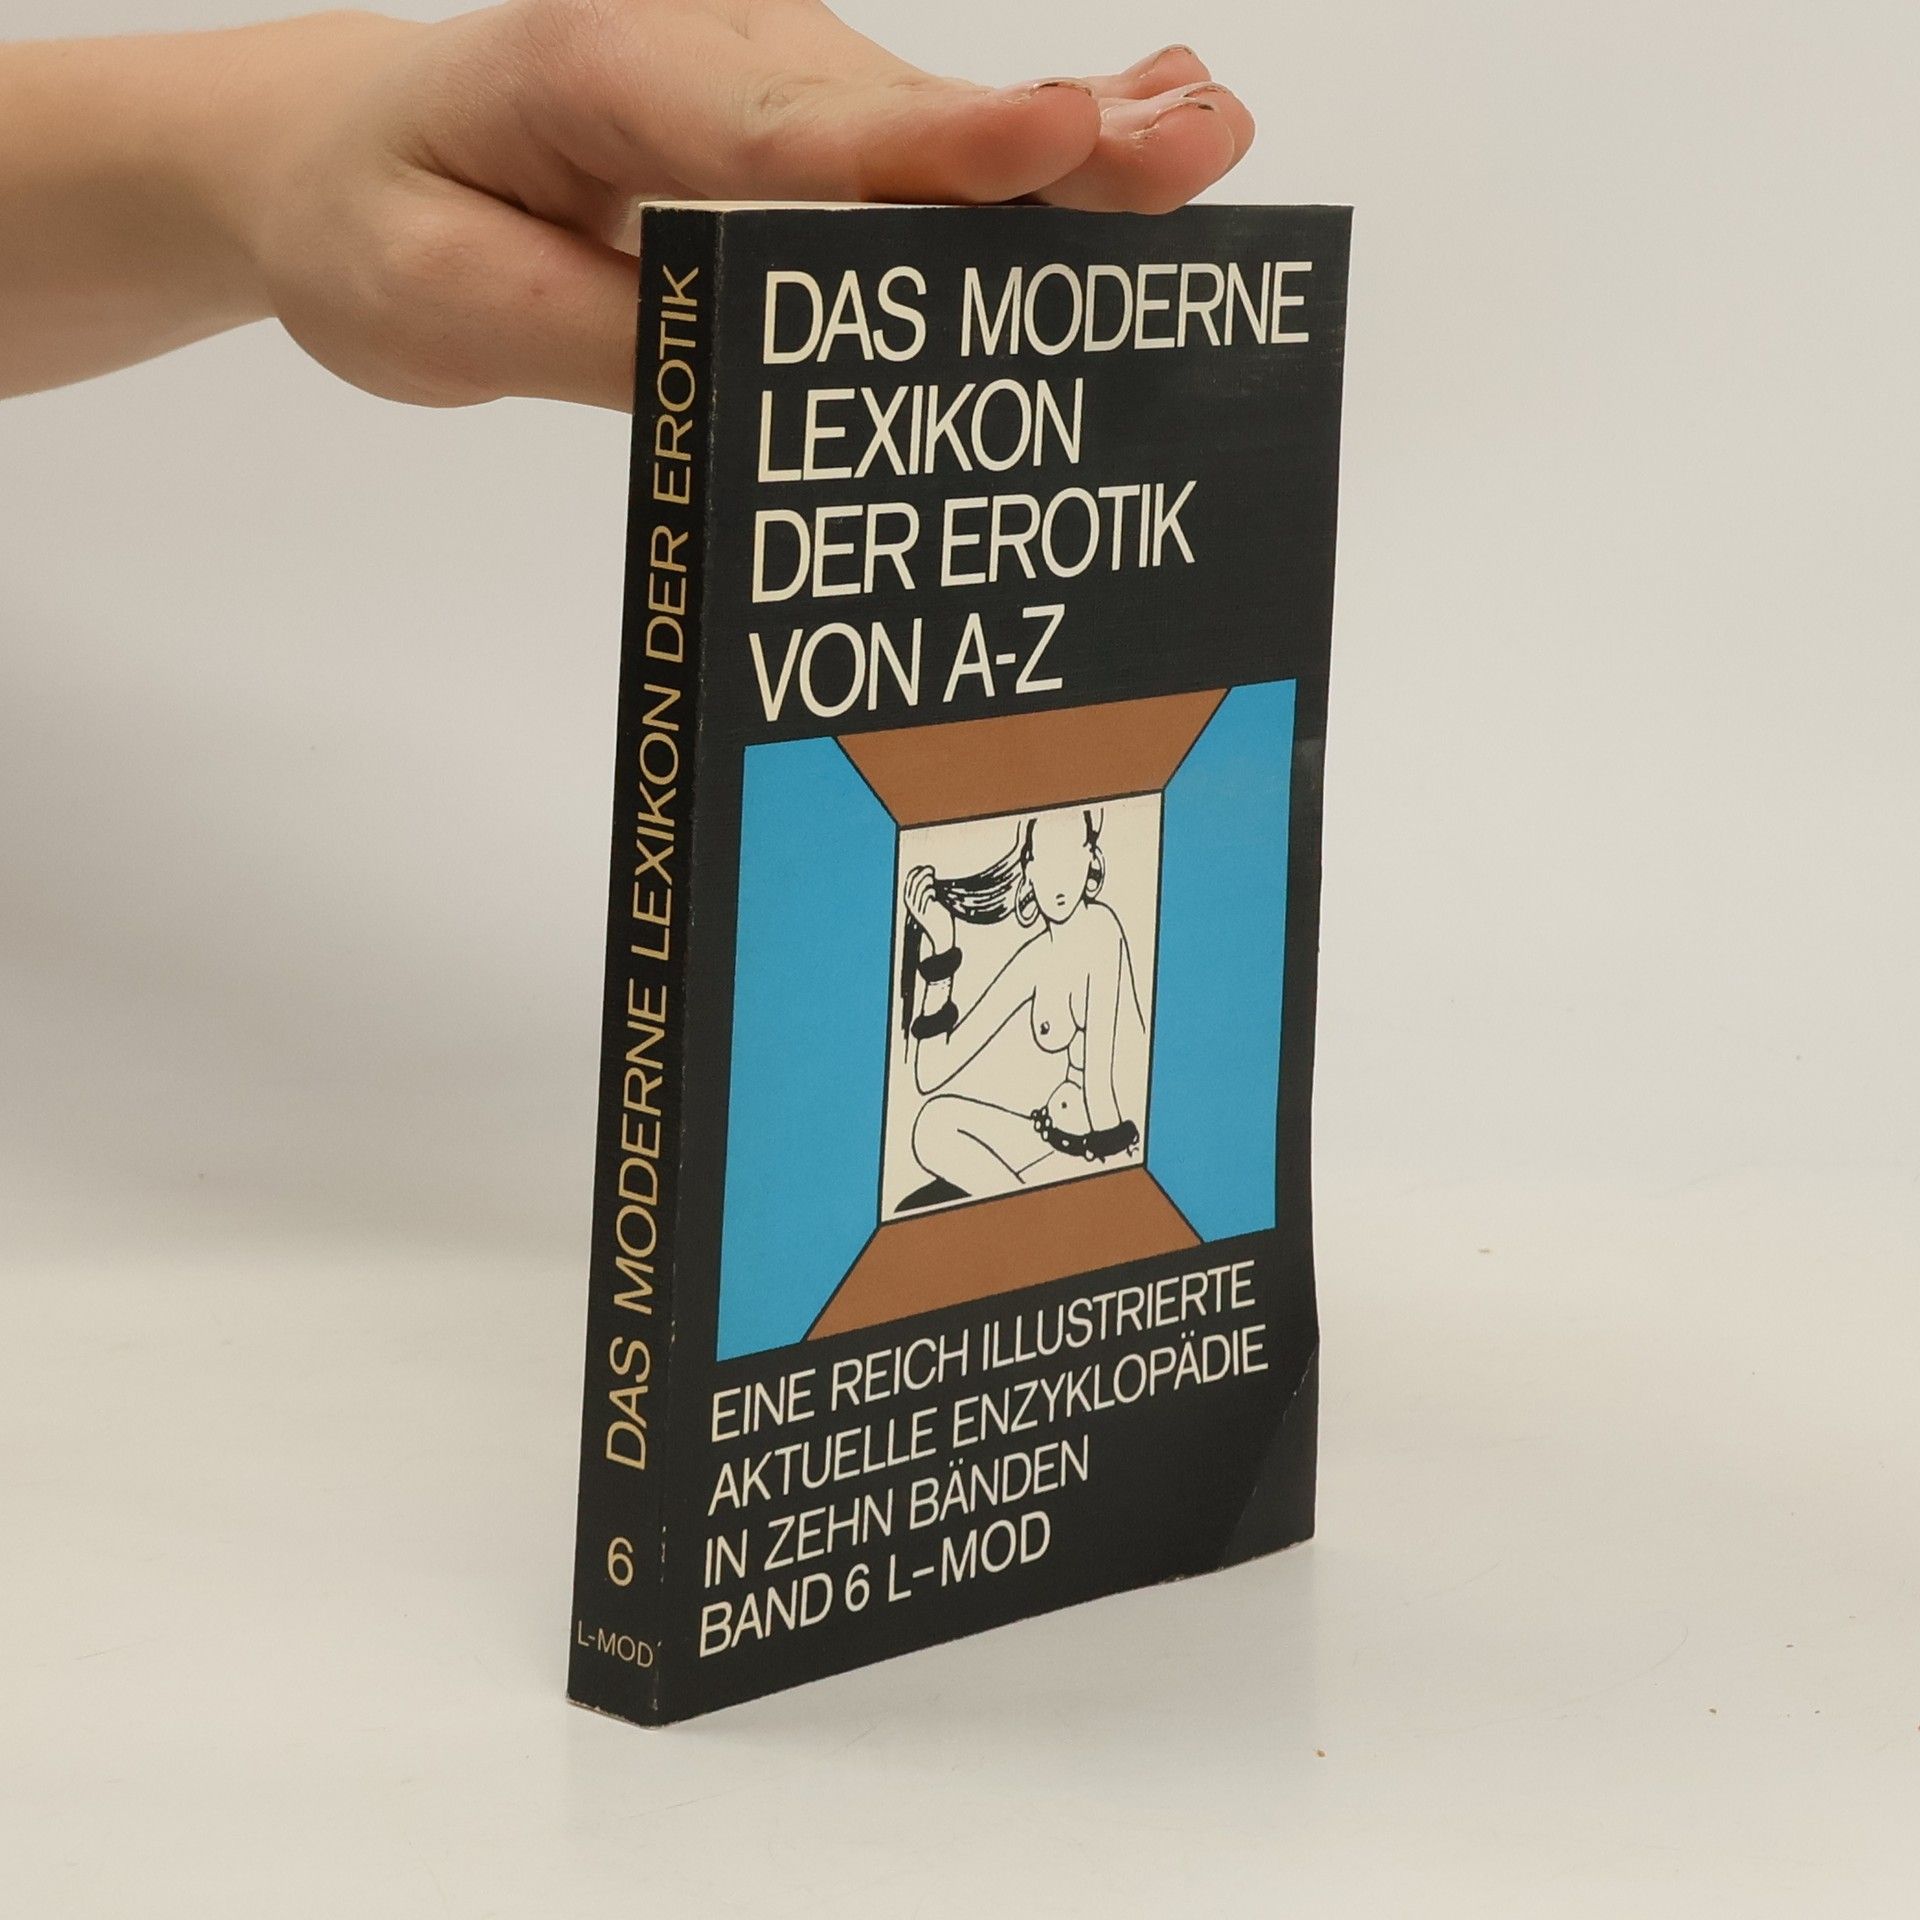 DAS MODERNE
LEXIKON
DER EROTIK
VON A-Z
EINE REICH ILLUSTRIERTE
AKTUELLE ENZYKLOPÄDIE
IN ZEHN BÄNDEN
BAND 6 L-MOD
DAS MODERNE LEXIKON DER EROTIK
6
L-MOD